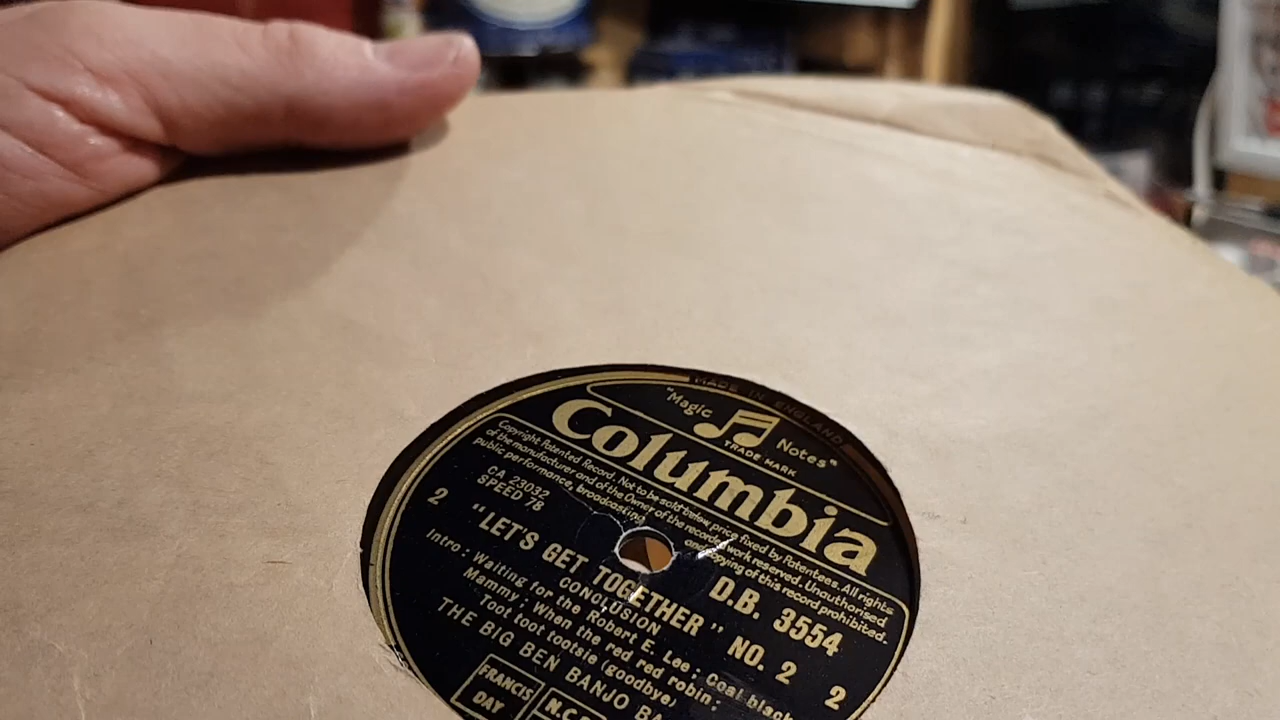 MADE IN ENGLAND
"Magic Notes"
TRADE MARK
Columbia
Copyright Patented Record. Not to be sold below price fixed by Patentees. All rights
of the manufacturer and of the Owner of the recorded work reserved. Unauthorised
public performance, broadcasting and copying of this record prohibited.
CA 23032
SPEED 78
D.B. 3554
2
2
"LET'S GET TOGETHER" NO. 2
CONCLUSION
Intro: Waiting for the Robert E. Lee; Coal black
Mammy; When the red red robin;
Toot toot tootsie (goodbye)
THE BIG BEN BANJO BA
FRANCIS
DAY
N.C.